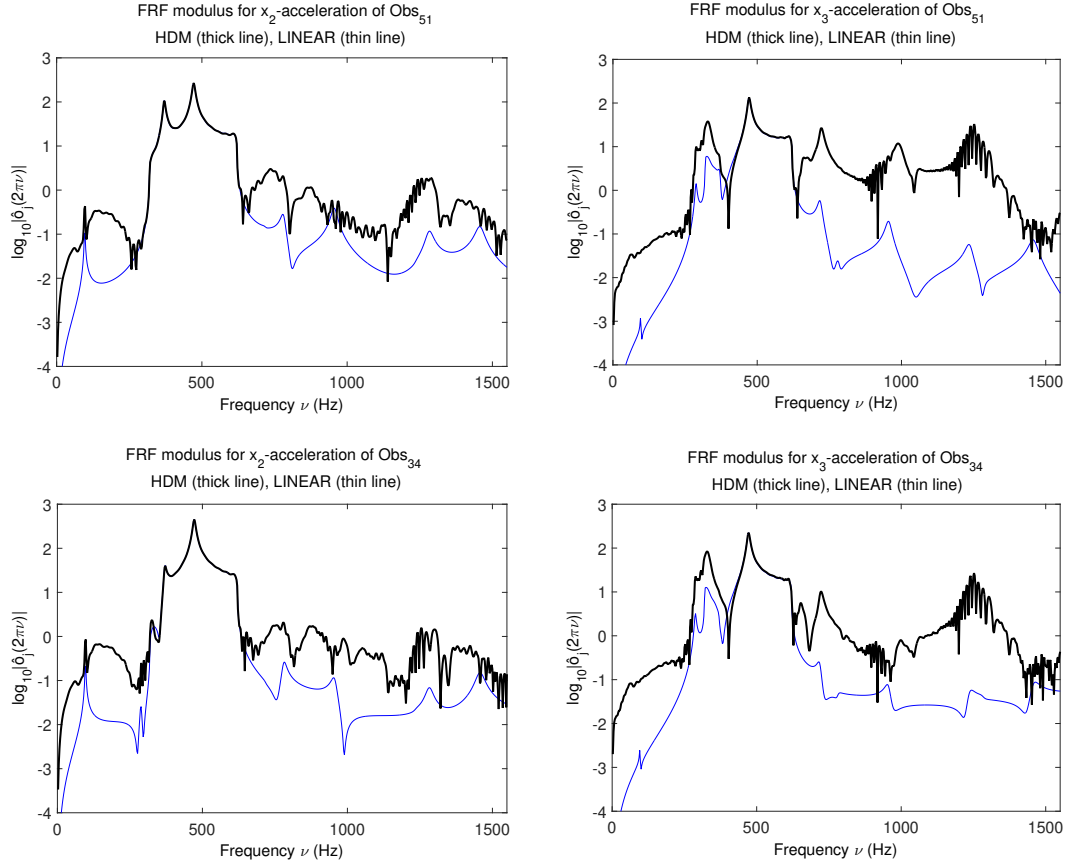 FRF modulus for x2-acceleration of Obs51
HDM (thick line), LINEAR (thin line)
log10|ô_j(2πν)|
3
2
1
0
-1
-2
-3
-4
0 500 1000 1500
Frequency ν (Hz)
FRF modulus for x3-acceleration of Obs51
HDM (thick line), LINEAR (thin line)
log10|ô_j(2πν)|
3
2
1
0
-1
-2
-3
-4
0 500 1000 1500
Frequency ν (Hz)
FRF modulus for x2-acceleration of Obs34
HDM (thick line), LINEAR (thin line)
log10|ô_j(2πν)|
3
2
1
0
-1
-2
-3
-4
0 500 1000 1500
Frequency ν (Hz)
FRF modulus for x3-acceleration of Obs34
HDM (thick line), LINEAR (thin line)
log10|ô_j(2πν)|
3
2
1
0
-1
-2
-3
-4
0 500 1000 1500
Frequency ν (Hz)